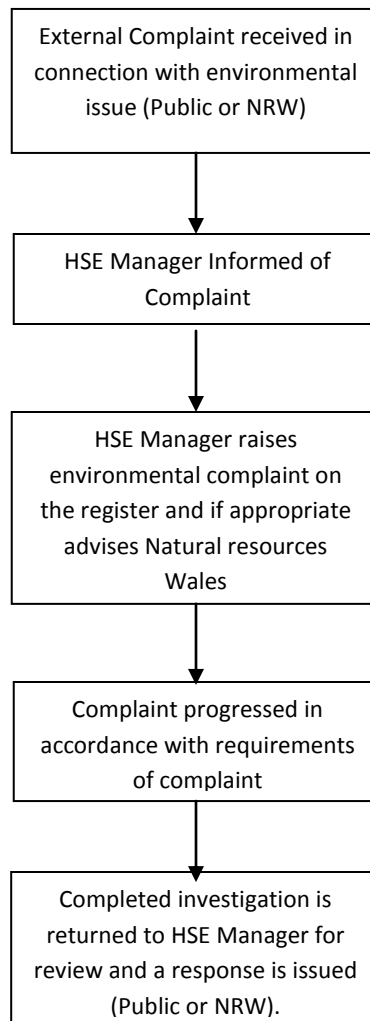 External Complaint received in
connection with environmental
issue (Public or NRW)
HSE Manager Informed of
Complaint
HSE Manager raises
environmental complaint on
the register and if appropriate
advises Natural resources
Wales
Complaint progressed in
accordance with requirements
of complaint
Completed investigation is
returned to HSE Manager for
review and a response is issued
(Public or NRW).